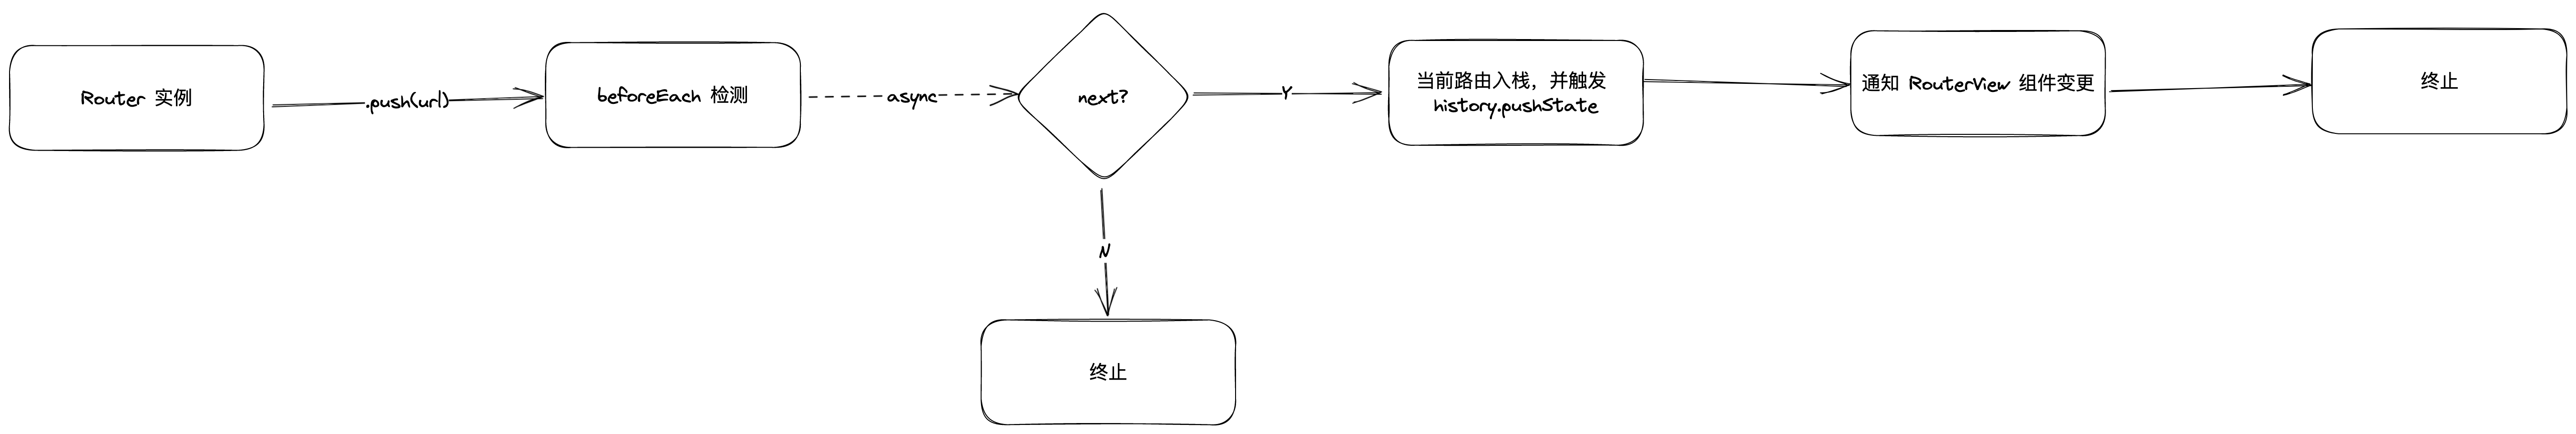 Router 实例
.push(url)
beforeEach 检测
async
next?
Y
当前路由入栈，并触发
history.pushState
通知 RouterView 组件变更
终止
N
终止